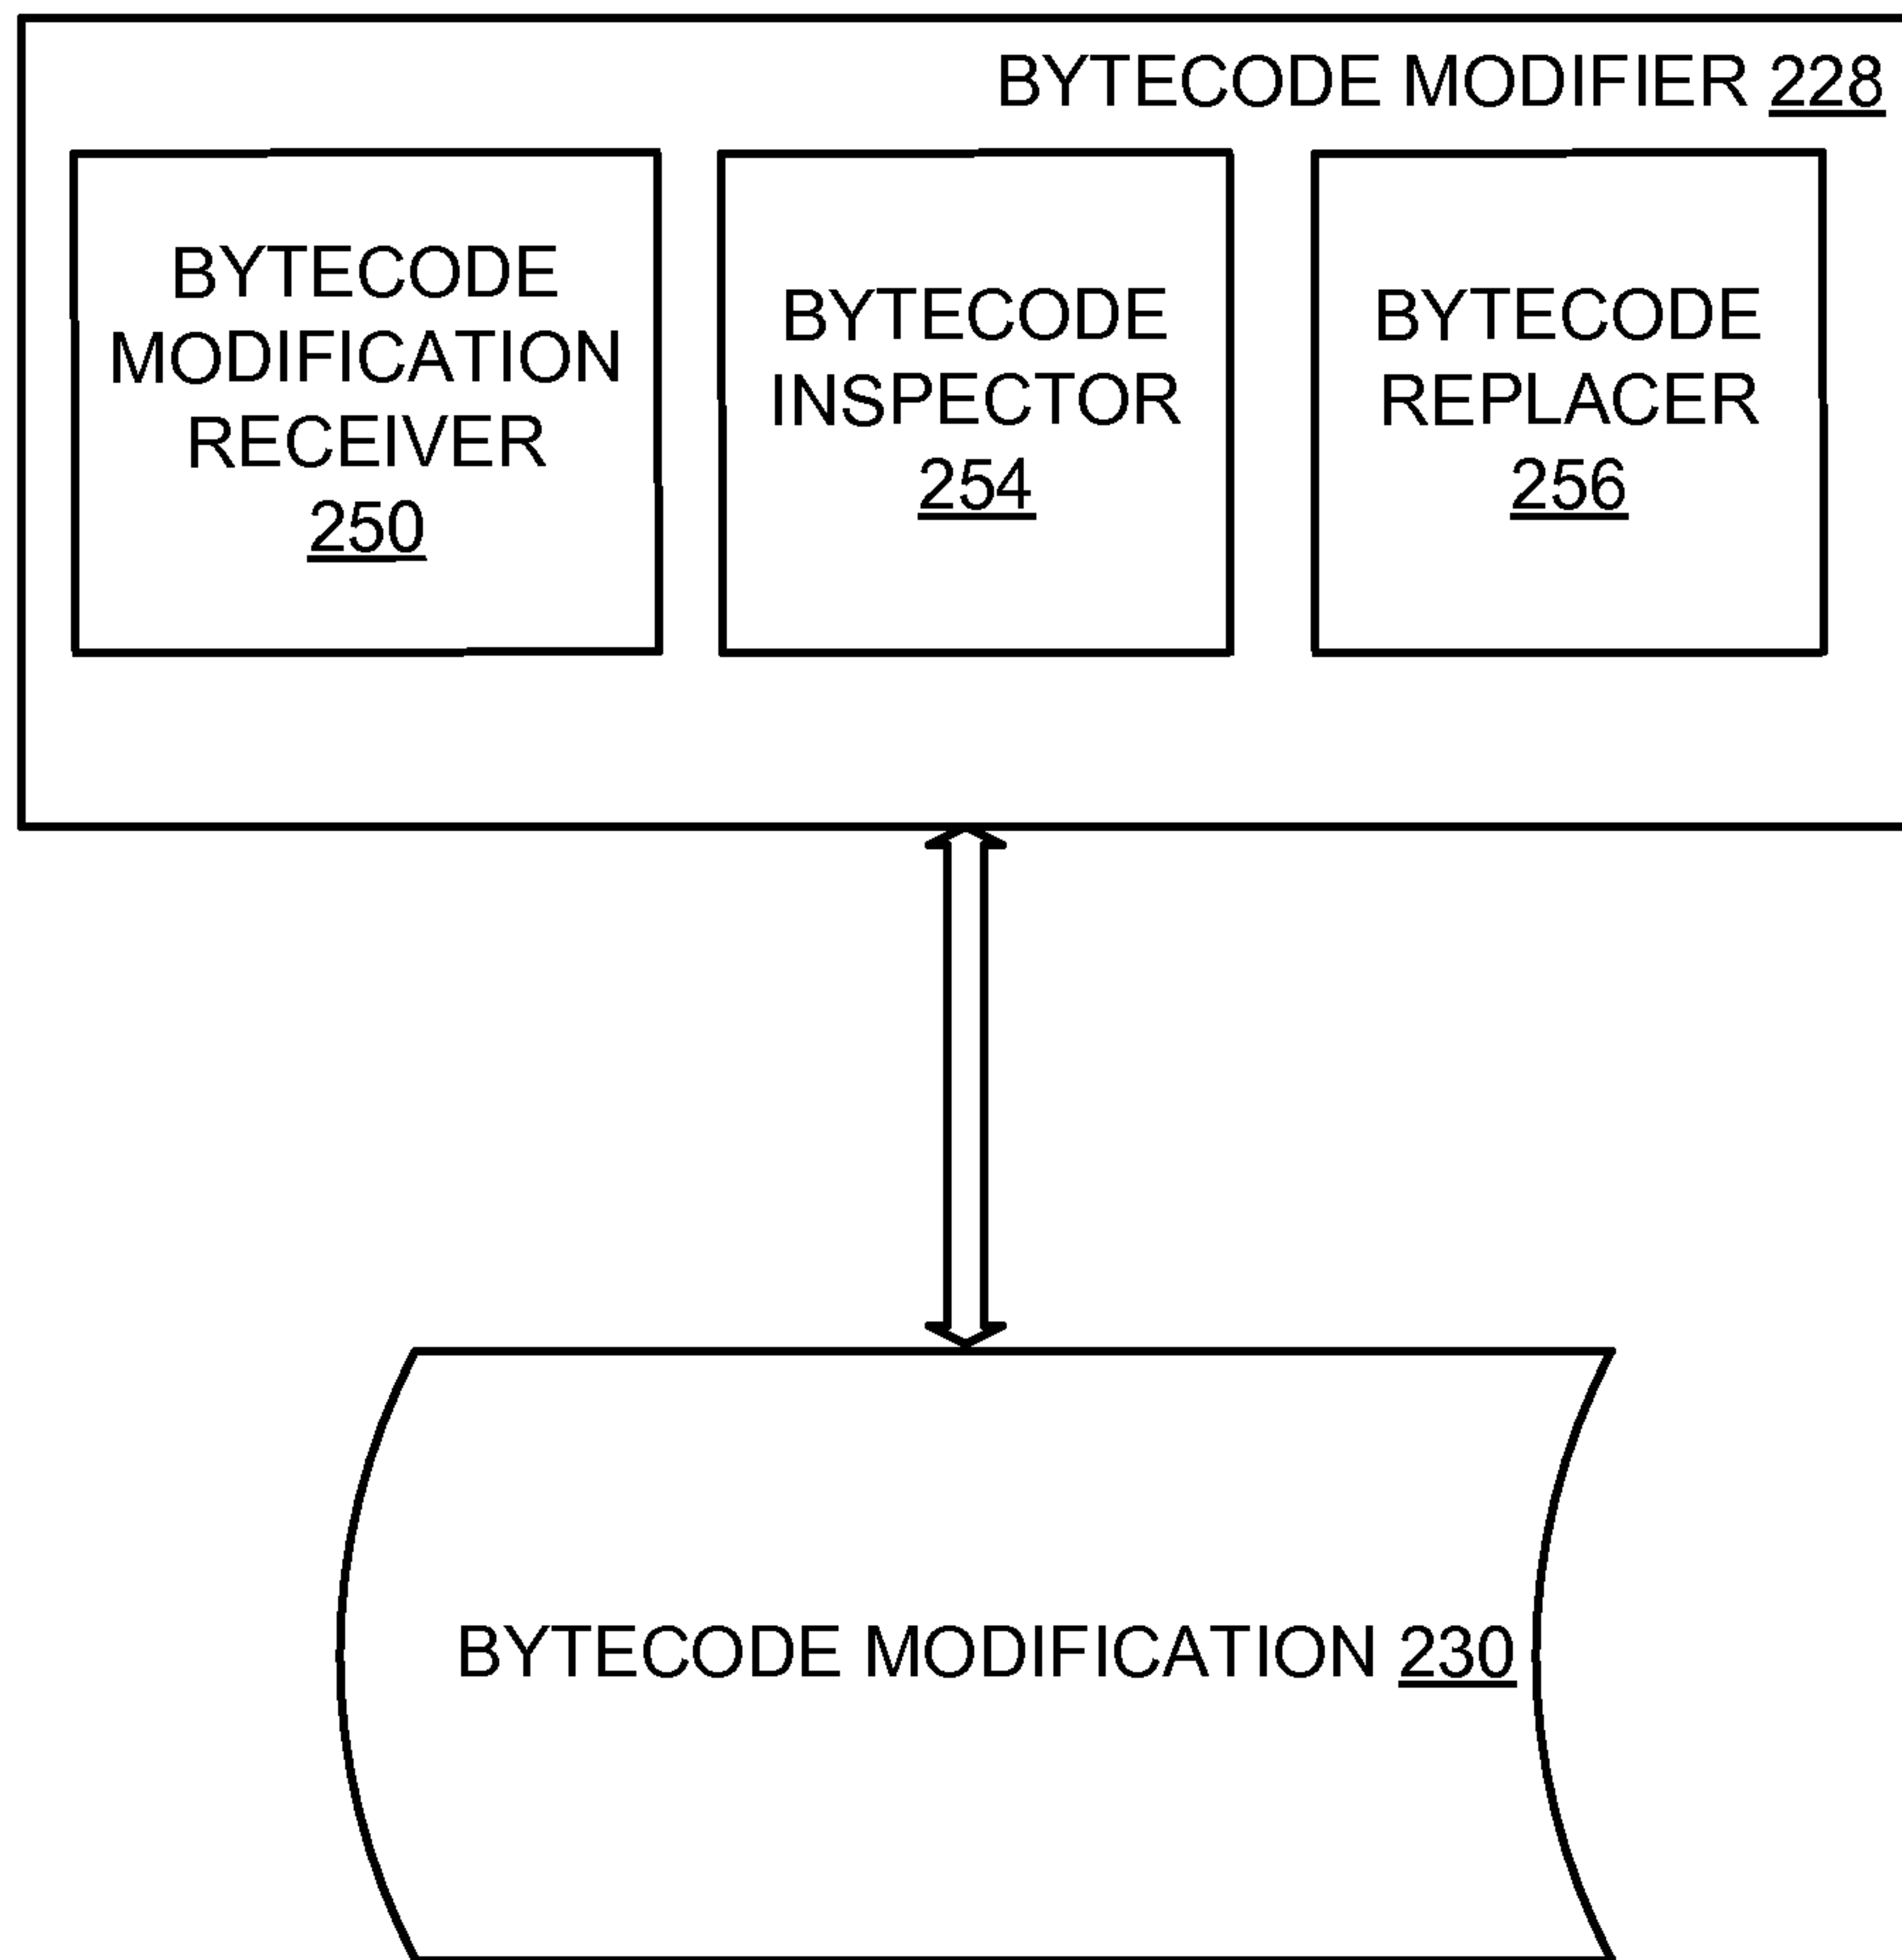 BYTECODE MODIFIER 228
BYTECODE
MODIFICATION
RECEIVER
250
BYTECODE
INSPECTOR
254
BYTECODE
REPLACER
256
BYTECODE MODIFICATION 230